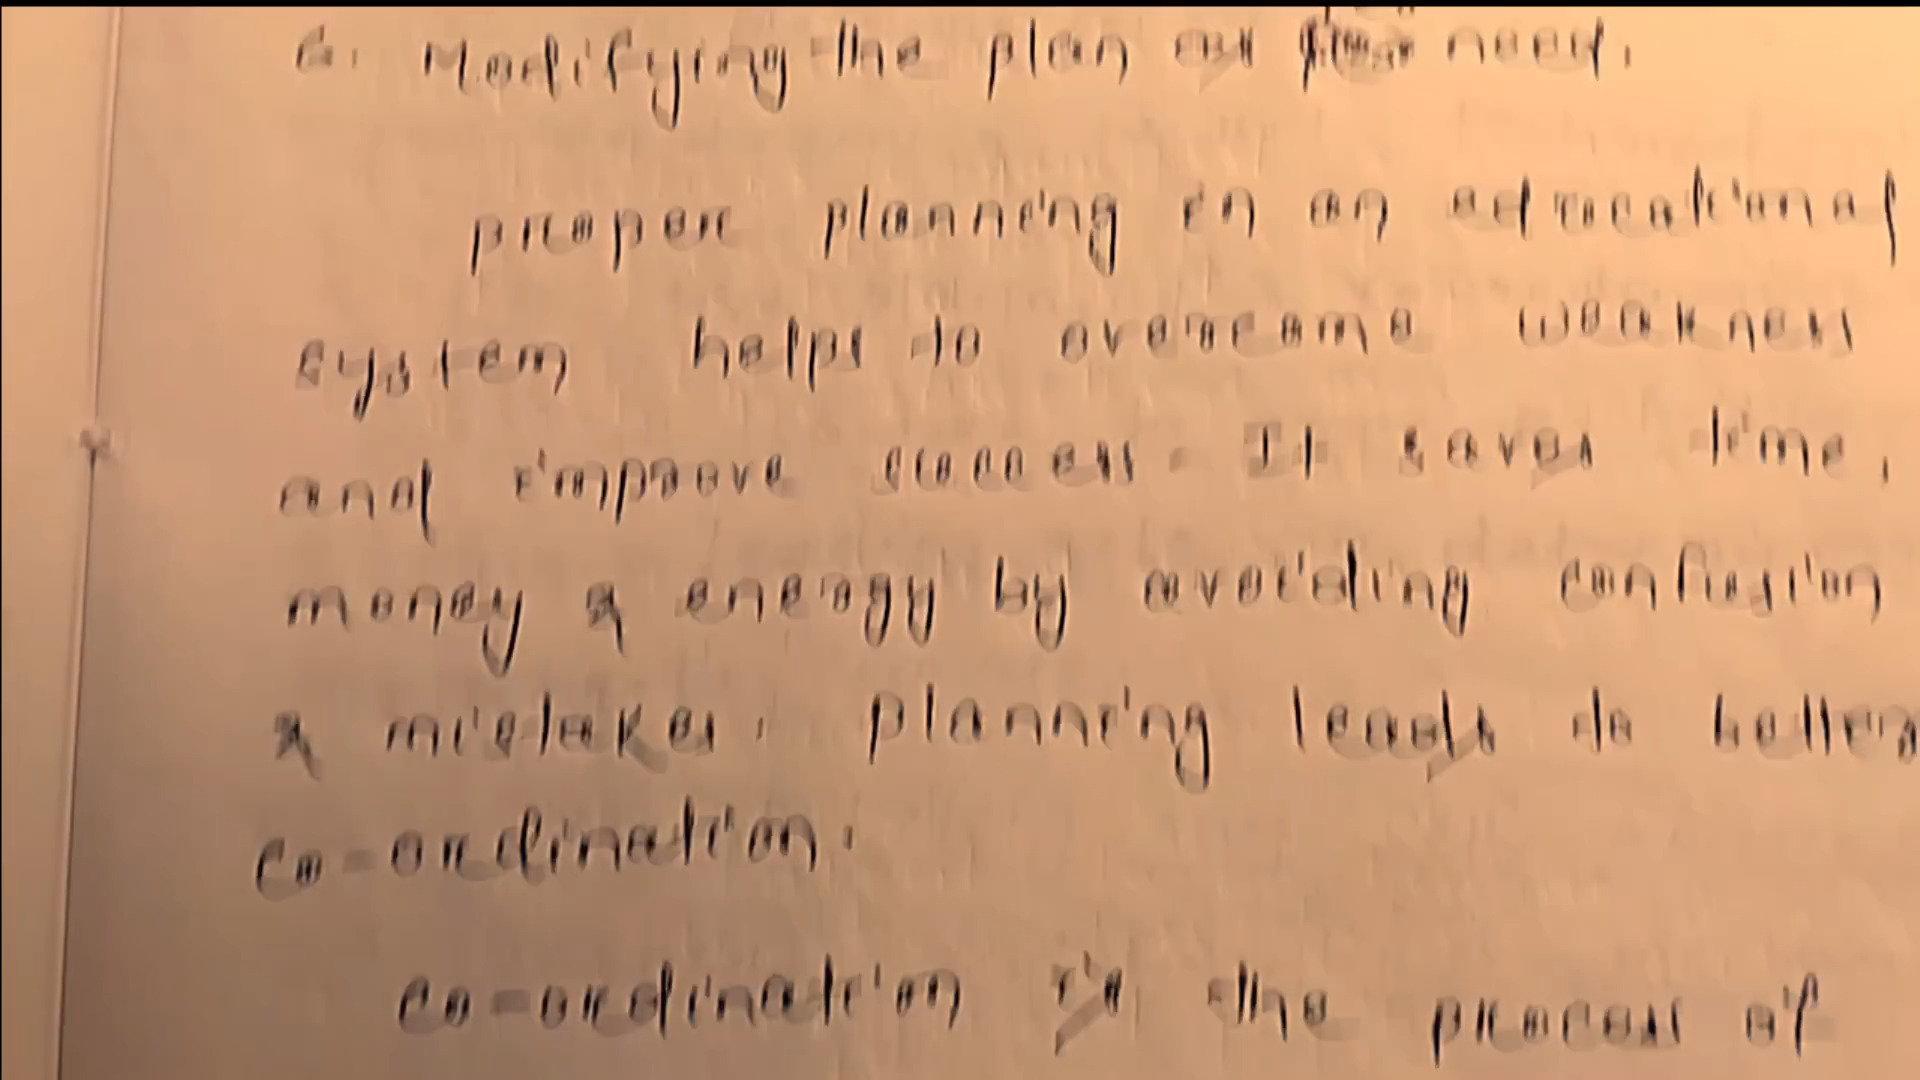 6. Modifying the plan as per need.
proper planning in an educational
system helps to overcome weakness
and improve success. It saves time,
money & energy by avoiding confusion
& mistakes. planning leads to better
co-ordination.
co-ordination is the process of